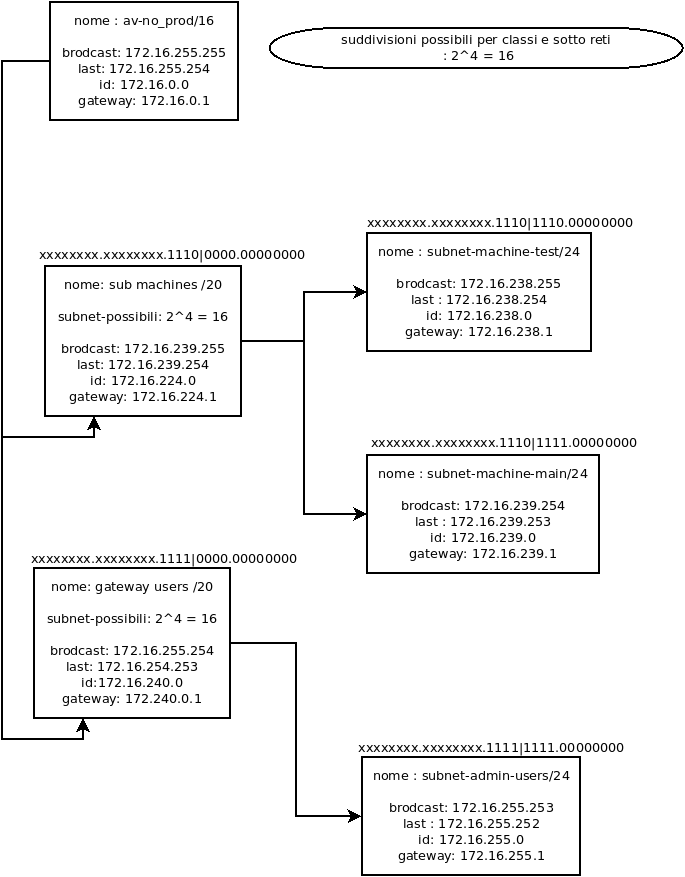 nome : av-no_prod/16
brodcast: 172.16.255.255
last: 172.16.255.254
id: 172.16.0.0
gateway: 172.16.0.1
suddivisioni possibili per classi e sotto reti
: 2^4 = 16
xxxxxxxx.xxxxxxxx.1110|0000.00000000
nome: sub machines /20
subnet-possibili: 2^4 = 16
brodcast: 172.16.239.255
last: 172.16.239.254
id: 172.16.224.0
gateway: 172.16.224.1
xxxxxxxx.xxxxxxxx.1110|1110.00000000
nome : subnet-machine-test/24
brodcast: 172.16.238.255
last : 172.16.238.254
id: 172.16.238.0
gateway: 172.16.238.1
xxxxxxxx.xxxxxxxx.1110|1111.00000000
nome : subnet-machine-main/24
brodcast: 172.16.239.254
last : 172.16.239.253
id: 172.16.239.0
gateway: 172.16.239.1
xxxxxxxx.xxxxxxxx.1111|0000.00000000
nome: gateway users /20
subnet-possibili: 2^4 = 16
brodcast: 172.16.255.254
last: 172.16.254.253
id:172.16.240.0
gateway: 172.240.0.1
xxxxxxxx.xxxxxxxx.1111|1111.00000000
nome : subnet-admin-users/24
brodcast: 172.16.255.253
last : 172.16.255.252
id: 172.16.255.0
gateway: 172.16.255.1